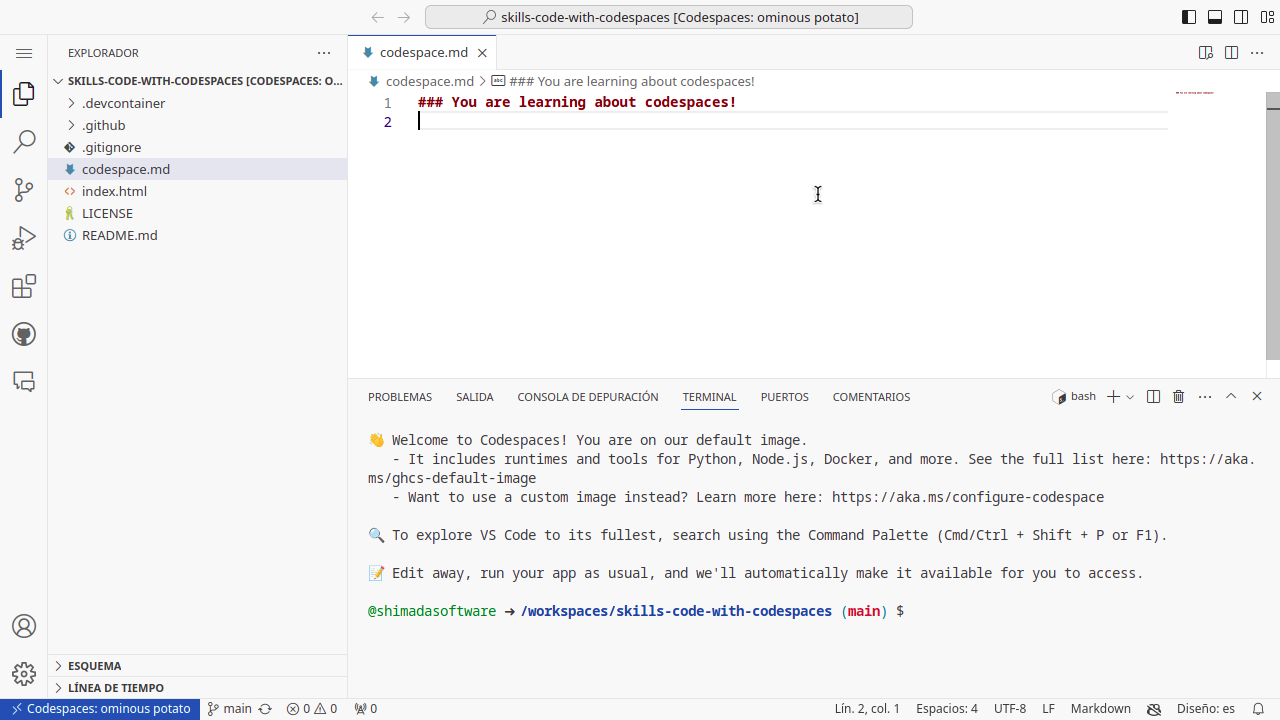 skills-code-with-codespaces [Codespaces: ominous potato]
EXPLORADOR
SKILLS-CODE-WITH-CODESPACES [CODESPACES: O...
.devcontainer
.github
.gitignore
codespace.md
index.html
LICENSE
README.md
ESQUEMA
LÍNEA DE TIEMPO
codespace.md
codespace.md > ### You are learning about codespaces!
1 ### You are learning about codespaces!
2
PROBLEMAS SALIDA CONSOLA DE DEPURACIÓN TERMINAL PUERTOS COMENTARIOS bash
👋 Welcome to Codespaces! You are on our default image.
- It includes runtimes and tools for Python, Node.js, Docker, and more. See the full list here: https://aka.
ms/ghcs-default-image
- Want to use a custom image instead? Learn more here: https://aka.ms/configure-codespace
🔍 To explore VS Code to its fullest, search using the Command Palette (Cmd/Ctrl + Shift + P or F1).
📝 Edit away, run your app as usual, and we'll automatically make it available for you to access.
@shimadasoftware ➜ /workspaces/skills-code-with-codespaces (main) $
Codespaces: ominous potato main 0 0 0 Lín. 2, col. 1 Espacios: 4 UTF-8 LF Markdown Diseño: es